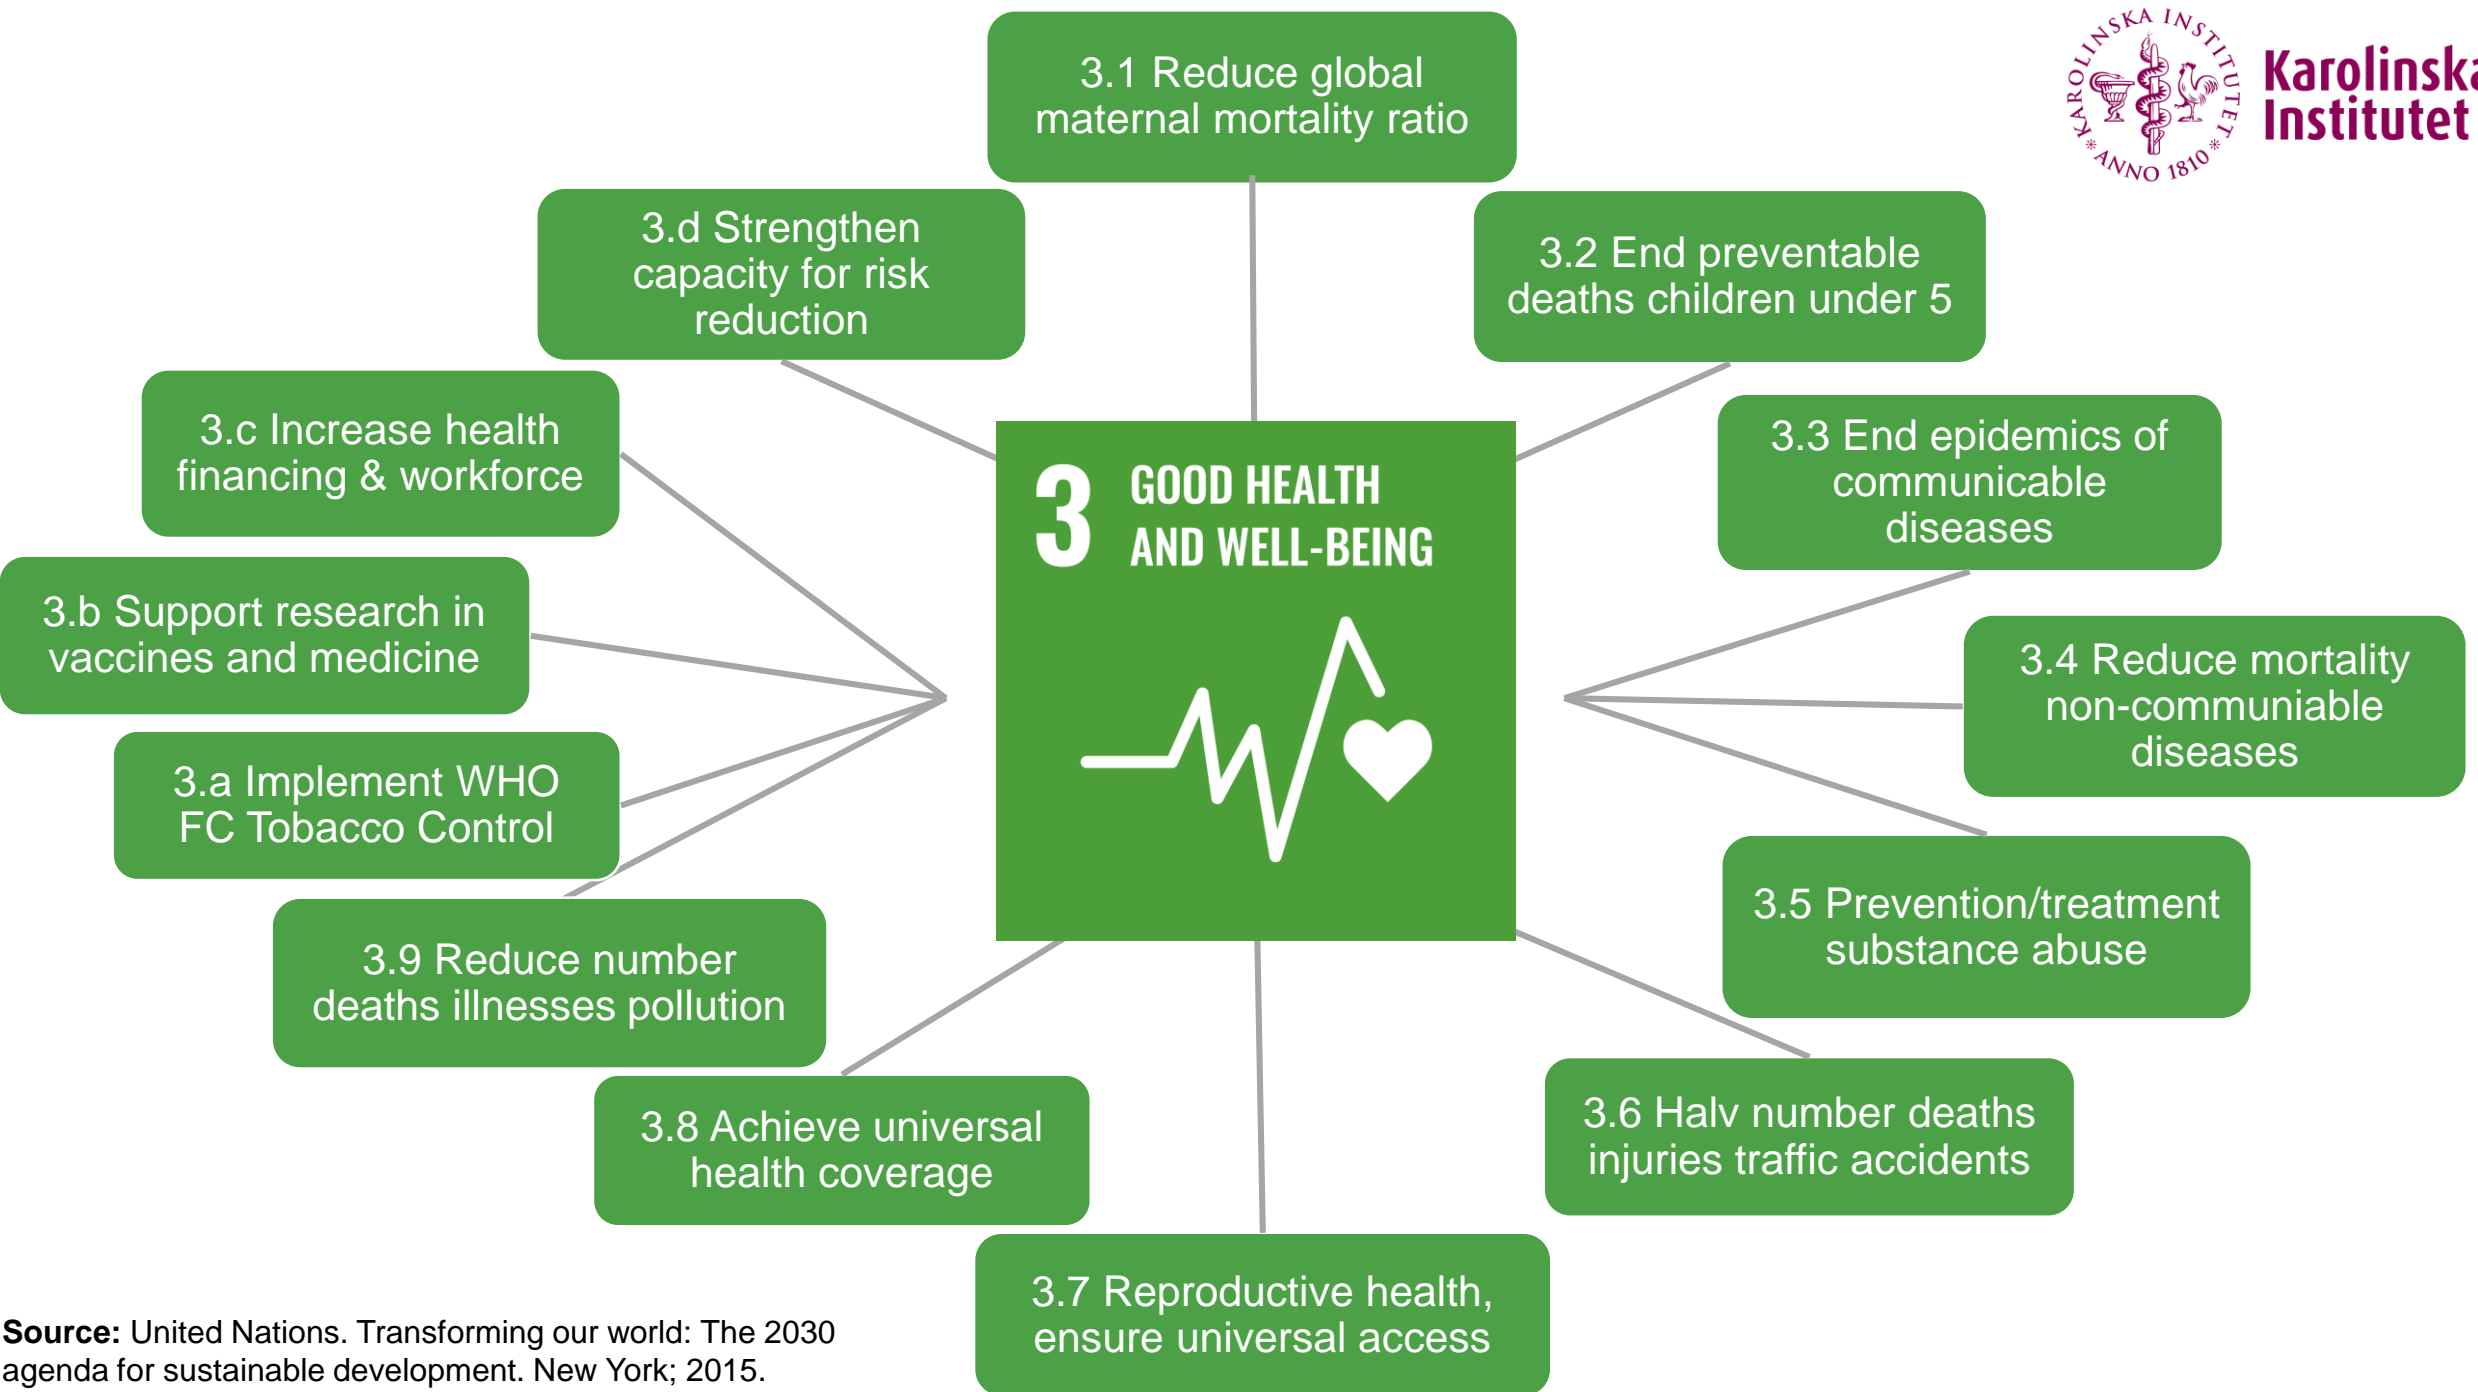 KAROLINSKA INSTITUTET
ANNO 1810
Karolinska
Institutet
3.1 Reduce global
maternal mortality ratio
3.2 End preventable
deaths children under 5
3.3 End epidemics of
communicable
diseases
3.4 Reduce mortality
non-communiable
diseases
3.5 Prevention/treatment
substance abuse
3.6 Halv number deaths
injuries traffic accidents
3.7 Reproductive health,
ensure universal access
3.8 Achieve universal
health coverage
3.9 Reduce number
deaths illnesses pollution
3.a Implement WHO
FC Tobacco Control
3.b Support research in
vaccines and medicine
3.c Increase health
financing & workforce
3.d Strengthen
capacity for risk
reduction
3 GOOD HEALTH
AND WELL-BEING
Source: United Nations. Transforming our world: The 2030
agenda for sustainable development. New York; 2015.